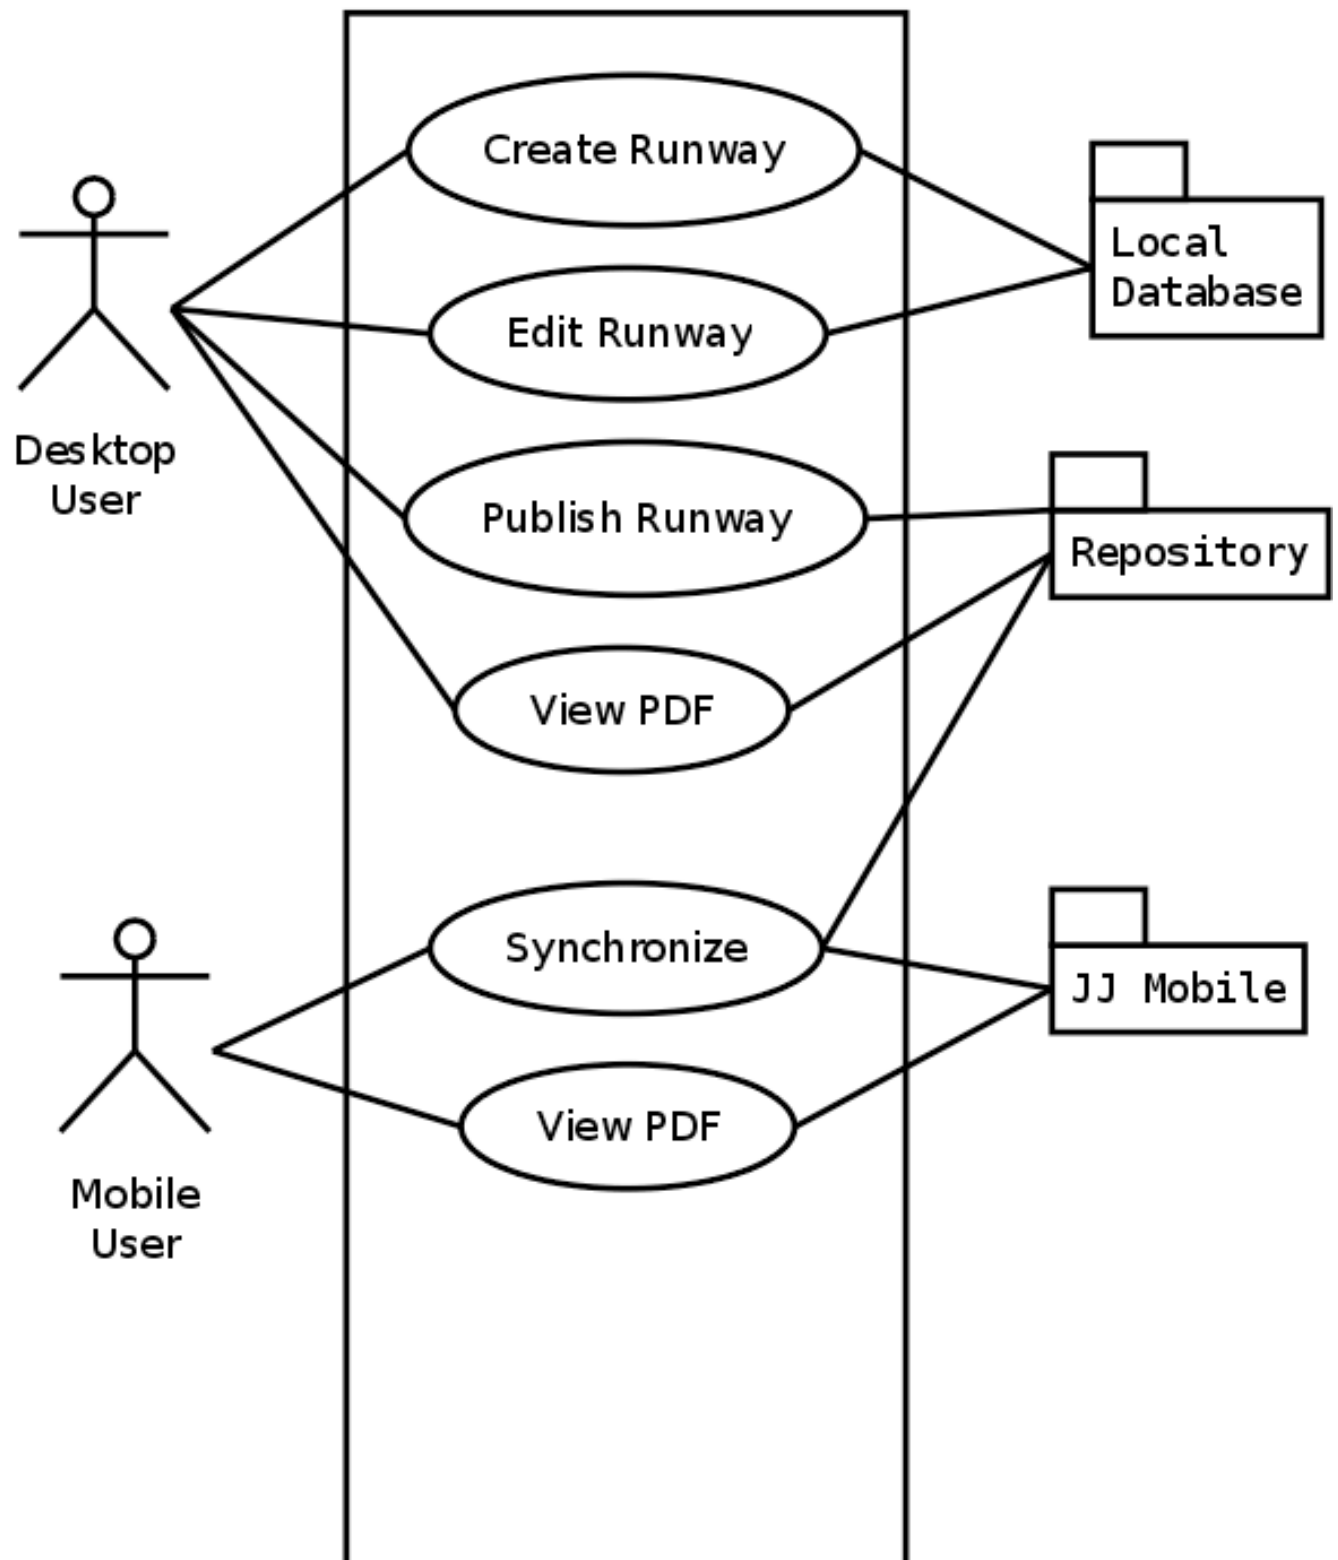 Create Runway
Local
Database
Edit Runway
Desktop
User
Publish Runway
Repository
View PDF
Synchronize
JJ Mobile
View PDF
Mobile
User